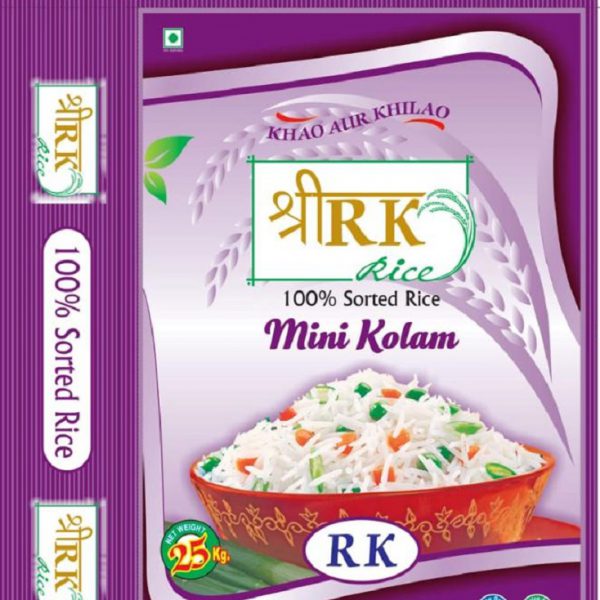 KHAO AUR KHILAO
श्री RK
Rice
100% Sorted Rice
Mini Kolam
NET WEIGHT
25 Kg.
RK
श्री RK
Rice
100% Sorted Rice
श्री RK
Rice